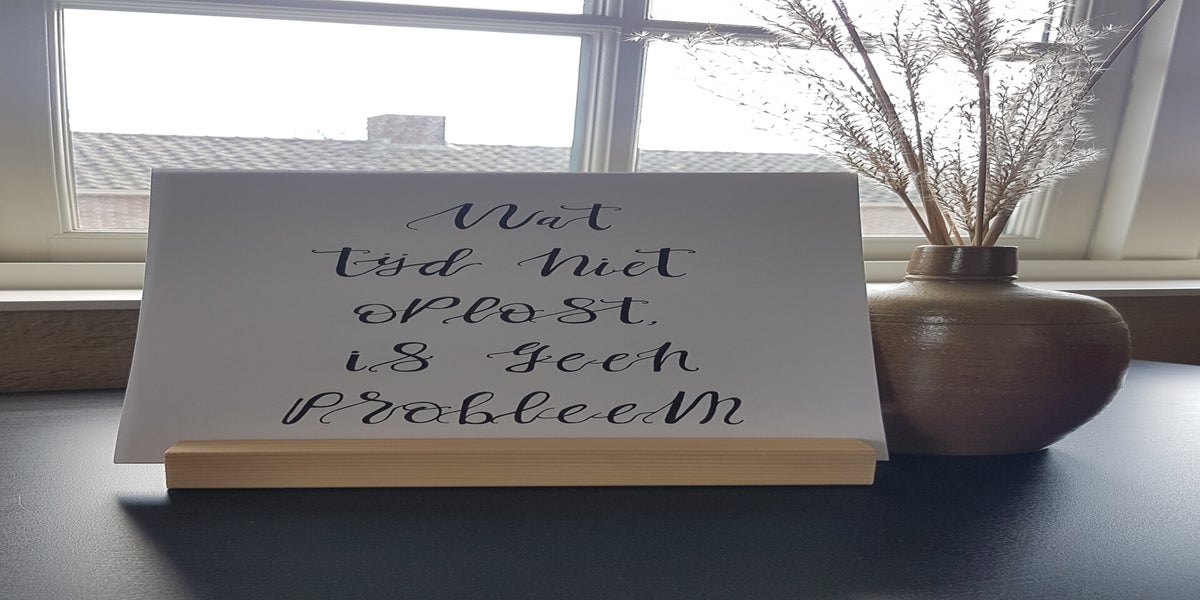 Wat
tijd niet
oplost,
is geen
probleem